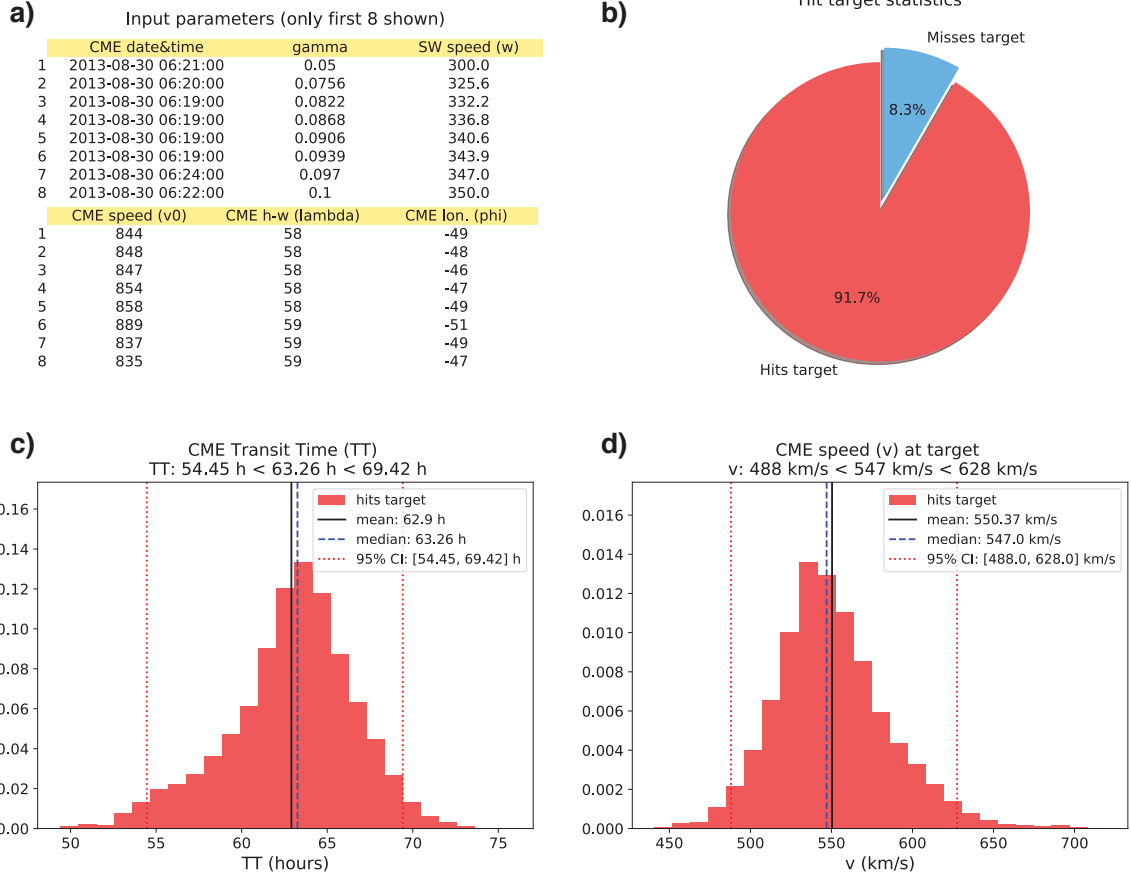 a)
Input parameters (only first 8 shown)
CME date&time gamma SW speed (w)
1 2013-08-30 06:21:00 0.05 300.0
2 2013-08-30 06:20:00 0.0756 325.6
3 2013-08-30 06:19:00 0.0822 332.2
4 2013-08-30 06:19:00 0.0868 336.8
5 2013-08-30 06:19:00 0.0906 340.6
6 2013-08-30 06:19:00 0.0939 343.9
7 2013-08-30 06:24:00 0.097 347.0
8 2013-08-30 06:22:00 0.1 350.0
CME speed (v0) CME h-w (lambda) CME lon. (phi)
1 844 58 -49
2 848 58 -48
3 847 58 -46
4 854 58 -47
5 858 58 -49
6 889 59 -51
7 837 59 -49
8 835 59 -47
b)
Hit target statistics
Misses target
8.3%
91.7%
Hits target
c)
CME Transit Time (TT)
TT: 54.45 h < 63.26 h < 69.42 h
hits target
mean: 62.9 h
median: 63.26 h
95% CI: [54.45, 69.42] h
0.16
0.14
0.12
0.10
0.08
0.06
0.04
0.02
0.00
50 55 60 65 70 75
TT (hours)
d)
CME speed (v) at target
v: 488 km/s < 547 km/s < 628 km/s
hits target
mean: 550.37 km/s
median: 547.0 km/s
95% CI: [488.0, 628.0] km/s
0.016
0.014
0.012
0.010
0.008
0.006
0.004
0.002
0.000
450 500 550 600 650 700
v (km/s)